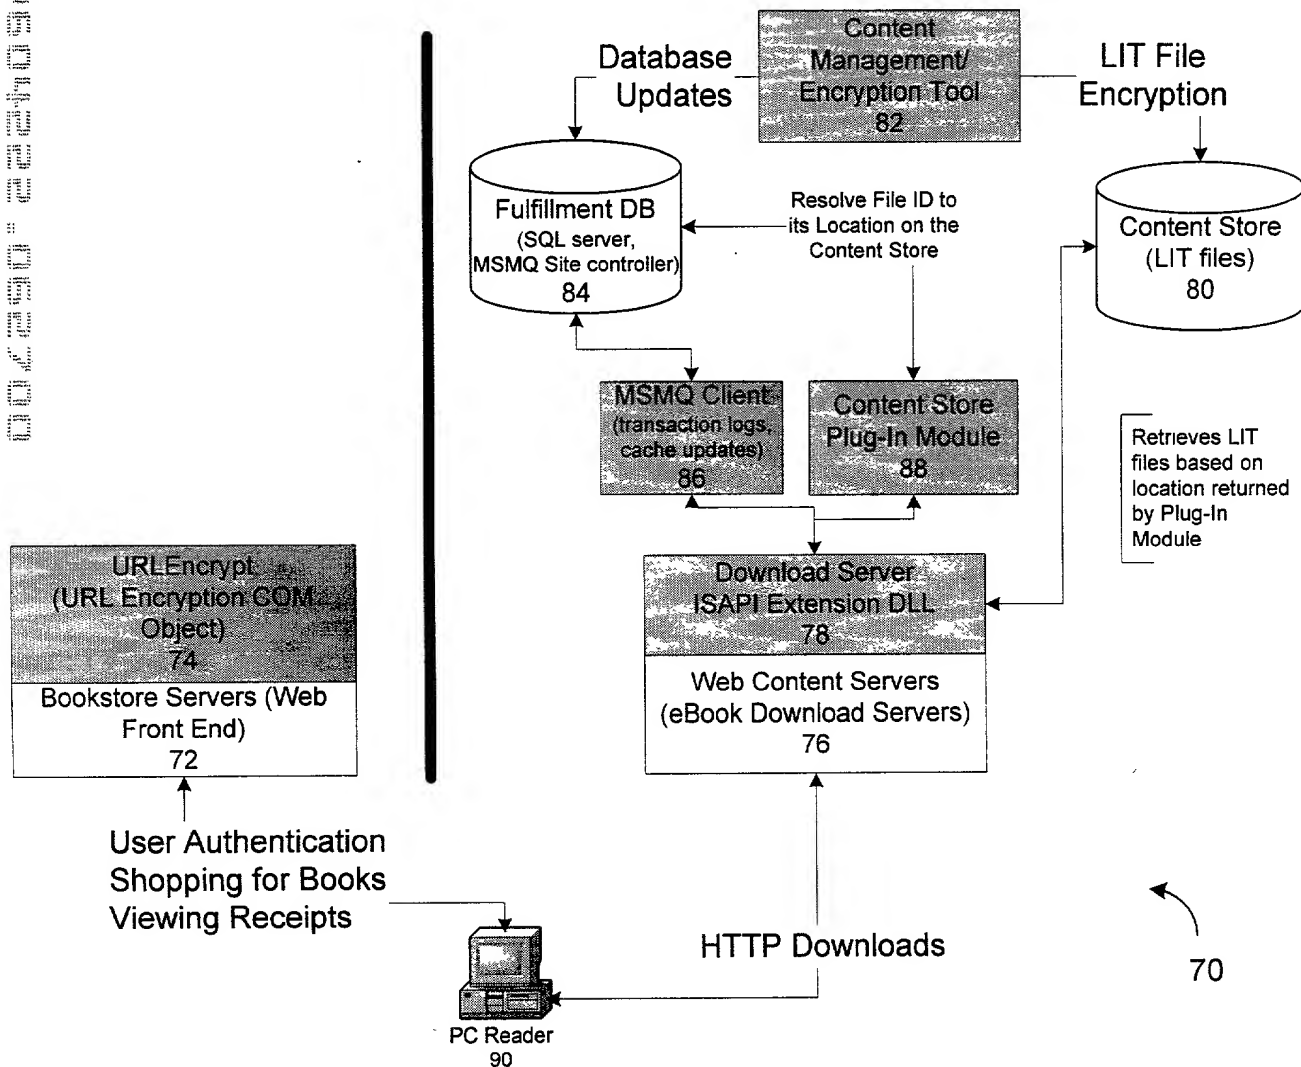 Database
Updates
Content
Management/
Encryption Tool
82
LIT File
Encryption
Fulfillment DB
(SQL server,
MSMQ Site controller)
84
Resolve File ID to
its Location on the
Content Store
Content Store
(LIT files)
80
MSMQ Client
(transaction logs,
cache updates)
86
Content Store
Plug-In Module
88
Retrieves LIT
files based on
location returned
by Plug-In
Module
URLEncrypt
(URL Encryption COM
Object)
74
Bookstore Servers (Web
Front End)
72
Download Server
ISAPI Extension DLL
78
Web Content Servers
(eBook Download Servers)
76
User Authentication
Shopping for Books
Viewing Receipts
HTTP Downloads
PC Reader
90
70